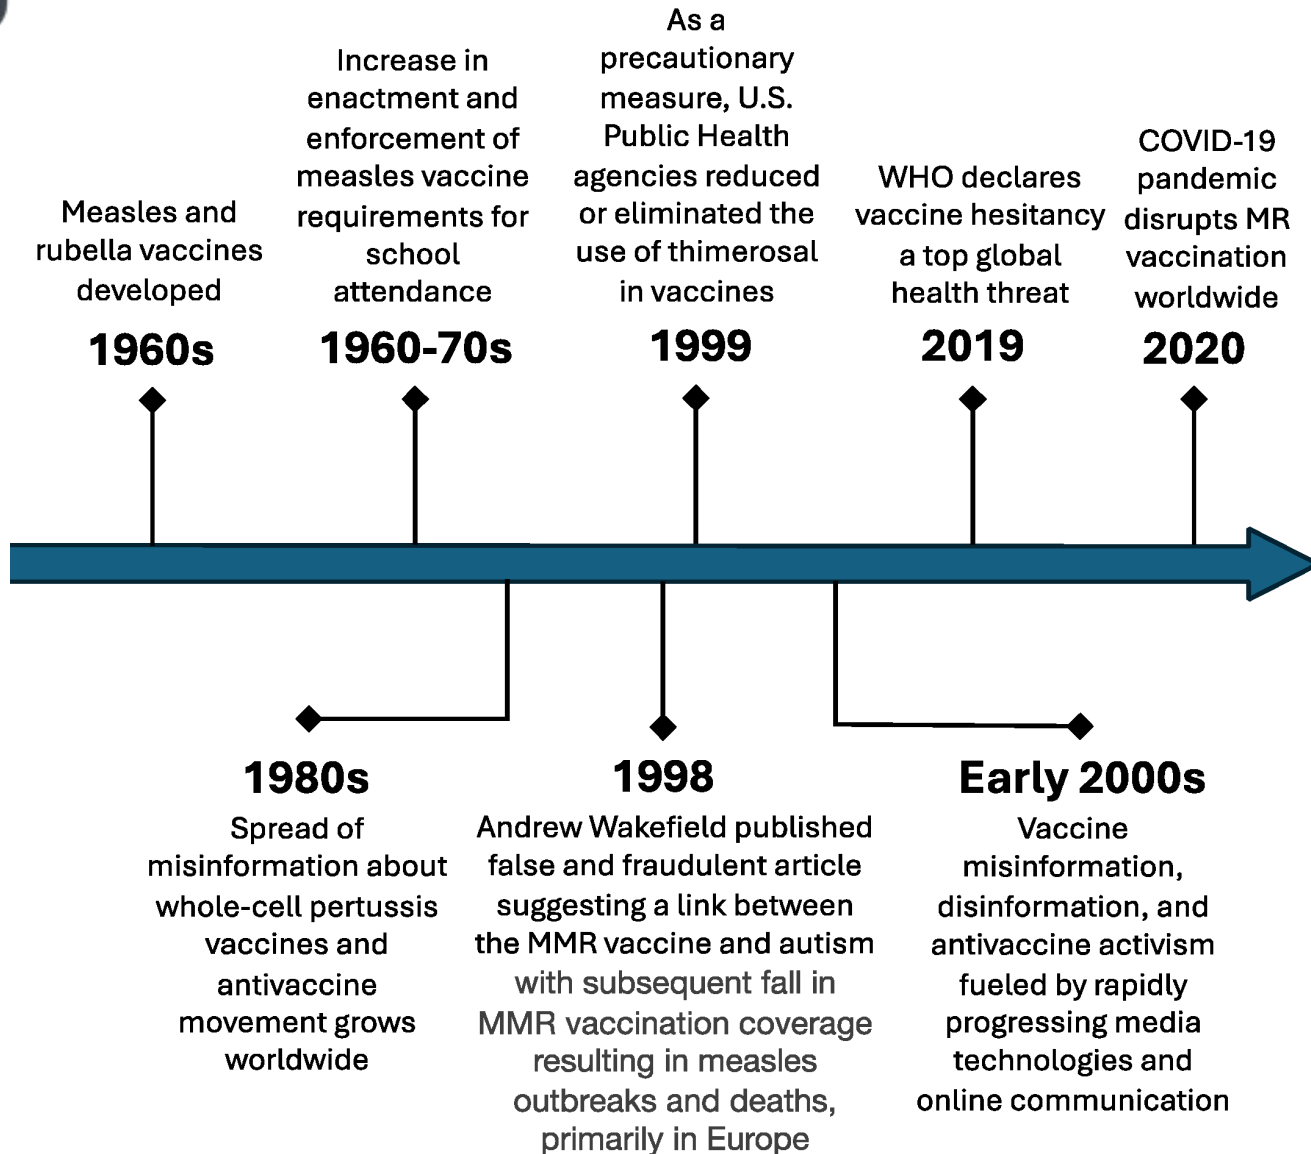 Measles and
rubella vaccines
developed
1960s
Increase in
enactment and
enforcement of
measles vaccine
requirements for
school
attendance
1960-70s
As a
precautionary
measure, U.S.
Public Health
agencies reduced
or eliminated the
use of thimerosal
in vaccines
1999
WHO declares
vaccine hesitancy
a top global
health threat
2019
COVID-19
pandemic
disrupts MR
vaccination
worldwide
2020
1980s
Spread of
misinformation about
whole-cell pertussis
vaccines and
antivaccine
movement grows
worldwide
1998
Andrew Wakefield published
false and fraudulent article
suggesting a link between
the MMR vaccine and autism
with subsequent fall in
MMR vaccination coverage
resulting in measles
outbreaks and deaths,
primarily in Europe
Early 2000s
Vaccine
misinformation,
disinformation, and
antivaccine activism
fueled by rapidly
progressing media
technologies and
online communication